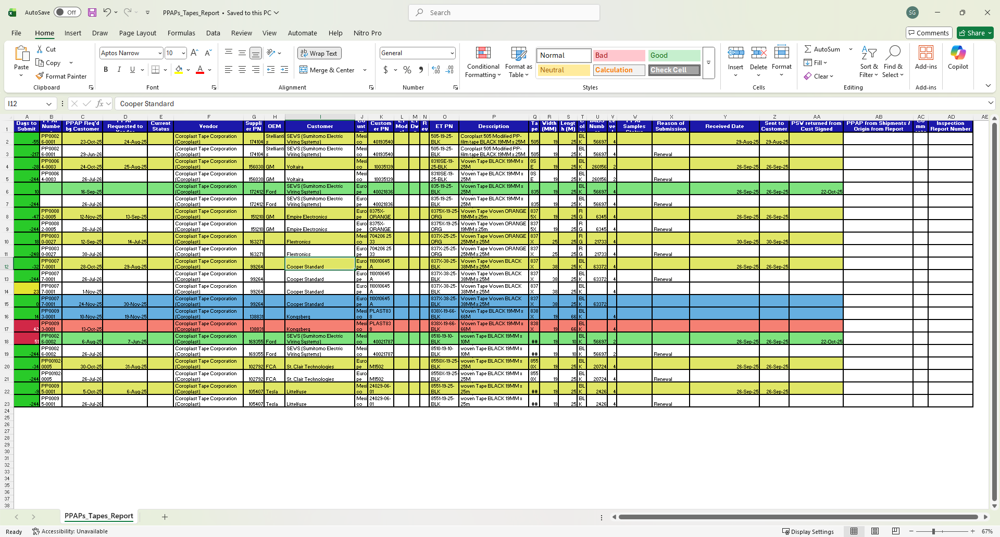 AutoSave Off PPAPs_Tapes_Report • Saved to this PC Search SG
File Home Insert Draw Page Layout Formulas Data Review View Automate Help Nitro Pro Comments Share
Paste Cut Copy Format Painter Clipboard
Aptos Narrow 10 B I U Font
Wrap Text Merge & Center Alignment
General $ % Number
Conditional Formatting Format as Table Normal Bad Good Neutral Calculation Check Cell Styles
Insert Delete Format Cells
AutoSum Fill Clear Sort & Filter Find & Select Editing
Add-ins Add-ins Copilot
I12 fx Cooper Standard
A B C D E F G H I J K L M N O P Q R S T U V W X Y Z AA AB AC AD AE
1 Days to Submit Numbe PPAP Req'd by Customer Requested to Current Status Vendor Suppli er PN OEM Customer Custom er PN ET PN Description Ta pe Width (MM) Lengt h (M) Numb Samples Reason of Submission Received Date Sent to Customer PSW returned from Cust Signed PPAP from Shipments / Origin from Report Inspection Report Number
2 -55 PP0002 6-0001 23-Oct-25 24-Aug-25 Coroplast Tape Corporation (Coroplast) 174104 Stellanti s SEWS (Sumitomo Electric Wiring Systems) Mexi co 40193540 505-19-25-BLK Coroplast 505 Modified PP-film tape BLACK 19MM x 25M 505 19 25 BL K 56697 4 29-Aug-25 29-Aug-25
3 -217 PP0002 6-0001 29-Jun-26 Coroplast Tape Corporation (Coroplast) 174104 Stellanti s SEWS (Sumitomo Electric Wiring Systems) Mexi co 40193540 505-19-25-BLK Coroplast 505 Modified PP-film tape BLACK 19MM x 25M 505 19 25 BL K 56697 4 Renewal
4 -28 PP0006 4-0003 24-Oct-25 25-Aug-25 Coroplast Tape Corporation (Coroplast) 156030 GM Voltaira Mexi co 10035139 8310SE-19-25-BLK Woven Tape BLACK 19MM x 25M 0S E 19 25 BL K 260156 2 26-Sep-25 26-Sep-25
5 -244 PP0006 4-0003 26-Jul-26 Coroplast Tape Corporation (Coroplast) 156030 GM Voltaira Mexi co 10035139 8310SE-19-25-BLK Woven Tape BLACK 19MM x 25M 0S E 19 25 BL K 260156 2 Renewal
6 10 16-Sep-25 Coroplast Tape Corporation (Coroplast) 172412 Ford SEWS (Sumitomo Electric Wiring Systems) Euro pe 40021836 835-19-25-BLK Woven Tape BLACK 19MM x 25M 835 19 25 BL K 56697 4 26-Sep-25 26-Sep-25 22-Oct-25
7 -244 26-Jul-26 Coroplast Tape Corporation (Coroplast) 172412 Ford SEWS (Sumitomo Electric Wiring Systems) Euro pe 40021836 835-19-25-BLK Woven Tape BLACK 19MM x 25M 835 19 25 BL K 56697 4 Renewal
8 -47 PP0008 2-0005 12-Nov-25 13-Sep-25 Coroplast Tape Corporation (Coroplast) 151210 GM Empire Electronics Euro pe 8375X-ORANGE 8375X-19-25-ORG Woven Tape Woven ORANGE 19MM x 25m 837 5X 19 25 R G 6345 4 26-Sep-25 26-Sep-25
9 -244 PP0008 2-0005 26-Jul-26 Coroplast Tape Corporation (Coroplast) 151210 GM Empire Electronics Euro pe 8375X-ORANGE 8375X-19-25-ORG Woven Tape Woven ORANGE 19MM x 25m 837 5X 19 25 R G 6345 4 Renewal
10 18 PP0003 0-0027 12-Sep-25 14-Jul-25 Coroplast Tape Corporation (Coroplast) 163271 Flextronics Mexi co 704206 25 33 837X-25-25-ORG Woven Tape Woven ORANGE 25MM x 25M 837 X 25 25 R G 21733 4 30-Sep-25 30-Sep-25
11 -248 PP0003 0-0027 30-Jul-26 Coroplast Tape Corporation (Coroplast) 163271 Flextronics Euro pe 704206 25 33 837X-25-25-ORG Woven Tape Woven ORANGE 25MM x 25M 837 X 25 25 R G 21733 4 Renewal
12 -32 PP0007 7-0001 28-Oct-25 29-Aug-25 Coroplast Tape Corporation (Coroplast) 99264 Cooper Standard Euro pe 110010645 A 837X-38-25-BLK Woven Tape Woven BLACK 38MM x 25M 837 X 38 25 BL K 63372 4 26-Sep-25 26-Sep-25
13 -244 PP0007 7-0001 26-Jul-26 Coroplast Tape Corporation (Coroplast) 99264 Cooper Standard Euro pe 110010645 A 837X-38-25-BLK Woven Tape Woven BLACK 38MM x 25M 837 X 38 25 BL K 63372 4 Renewal
14 23 PP0007 7-0001 1-Nov-25 Coroplast Tape Corporation (Coroplast) 99264 Cooper Standard Euro pe 110010645 A 837X-38-25-BLK Woven Tape Woven BLACK 38MM x 25M 837 X 38 25 BL K
15 0 PP0007 7-0001 24-Nov-25 30-Nov-25 Coroplast Tape Corporation (Coroplast) 99264 Cooper Standard Euro pe 110010645 A 837X-38-25-BLK Woven Tape Woven BLACK 38MM x 25M 837 X 38 25 BL K 63372
16 14 PP0009 3-0001 10-Nov-25 19-Nov-25 Coroplast Tape Corporation (Coroplast) 138831 Kongsberg Mexi co PLAST83 8 838X-19-66-BLK Woven Tape BLACK 19MM x 66M 838 X 19 66 BL K 4
17 42 PP0009 3-0001 13-Oct-25 Coroplast Tape Corporation (Coroplast) 138831 Kongsberg Mexi co PLAST83 8 838X-19-66-BLK Woven Tape BLACK 19MM x 66M 838 X 19 66 BL K 4
18 51 PP0002 6-0002 6-Aug-25 7-Jun-25 Coroplast Tape Corporation (Coroplast) 169355 Ford SEWS (Sumitomo Electric Wiring Systems) Mexi co 40021787 8510-19-10-BLK woven Tape BLACK 19MM x 10M ## 19 10 BL K 56697 2 26-Sep-25 26-Sep-25 22-Oct-25
19 -244 PP0002 6-0002 26-Jul-26 Coroplast Tape Corporation (Coroplast) 169355 Ford SEWS (Sumitomo Electric Wiring Systems) Mexi co 40021787 8510-19-10-BLK woven Tape BLACK 19MM x 10M ## 19 10 BL K 56697 2 Renewal
20 -34 PP00102-0005 30-Oct-25 31-Aug-25 Coroplast Tape Corporation (Coroplast) 102792 FCA St. Clair Technologies Euro pe M1502 8550X-19-25-BLK woven Tape BLACK 19MM x 25M 855 0X 19 25 BL K 20724 4 26-Sep-25 26-Sep-25
21 -244 PP00102-0005 26-Jul-26 Coroplast Tape Corporation (Coroplast) 102792 FCA St. Clair Technologies Euro pe M1502 8550X-19-25-BLK woven Tape BLACK 19MM x 25M 855 0X 19 25 BL K 20724 4 Renewal
22 -9 PP0009 5-0001 5-Oct-25 6-Aug-25 Coroplast Tape Corporation (Coroplast) 105407 Tesla Littelfuse Mexi co 24029-06-01 8551-19-25-BLK woven Tape BLACK 19MM x 25m ## 19 25 BL K 2426 4 26-Sep-25 26-Sep-25
23 -244 PP0009 5-0001 26-Jul-26 Coroplast Tape Corporation (Coroplast) 105407 Tesla Littelfuse Mexi co 24029-06-01 8551-19-25-BLK woven Tape BLACK 19MM x 25m ## 19 25 BL K 2426 4 Renewal
24
25
26
27
28
29
30
31
32
33
34
35
36
37
38
PPAPs_Tapes_Report
Ready Accessibility: Unavailable Display Settings 67%